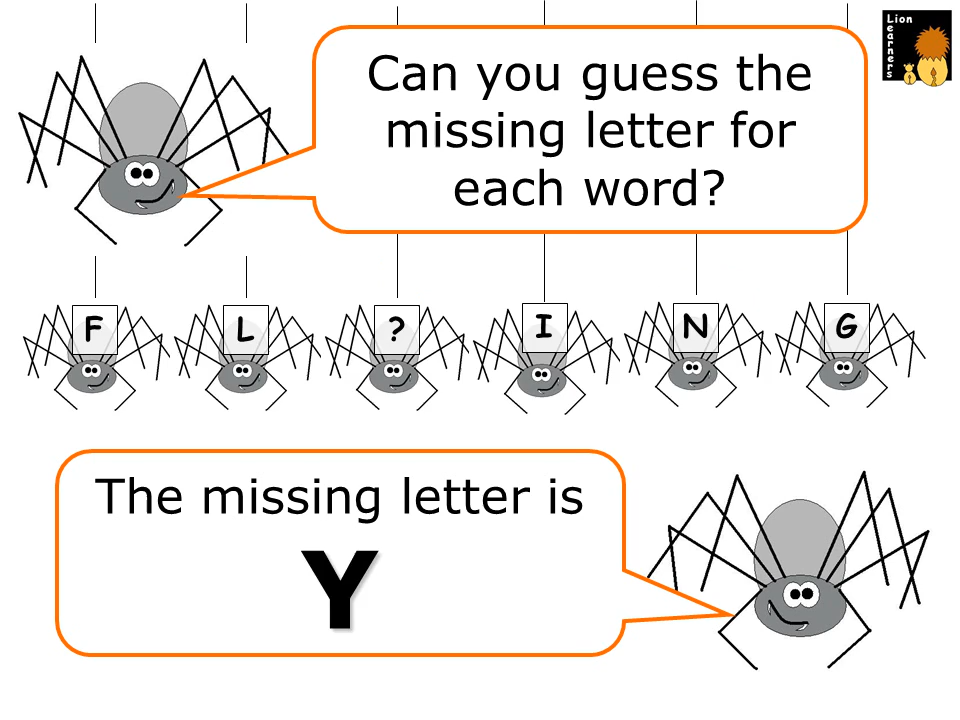 Lion
Learners
Can you guess the
missing letter for
each word?
F L ? I N G
The missing letter is
Y